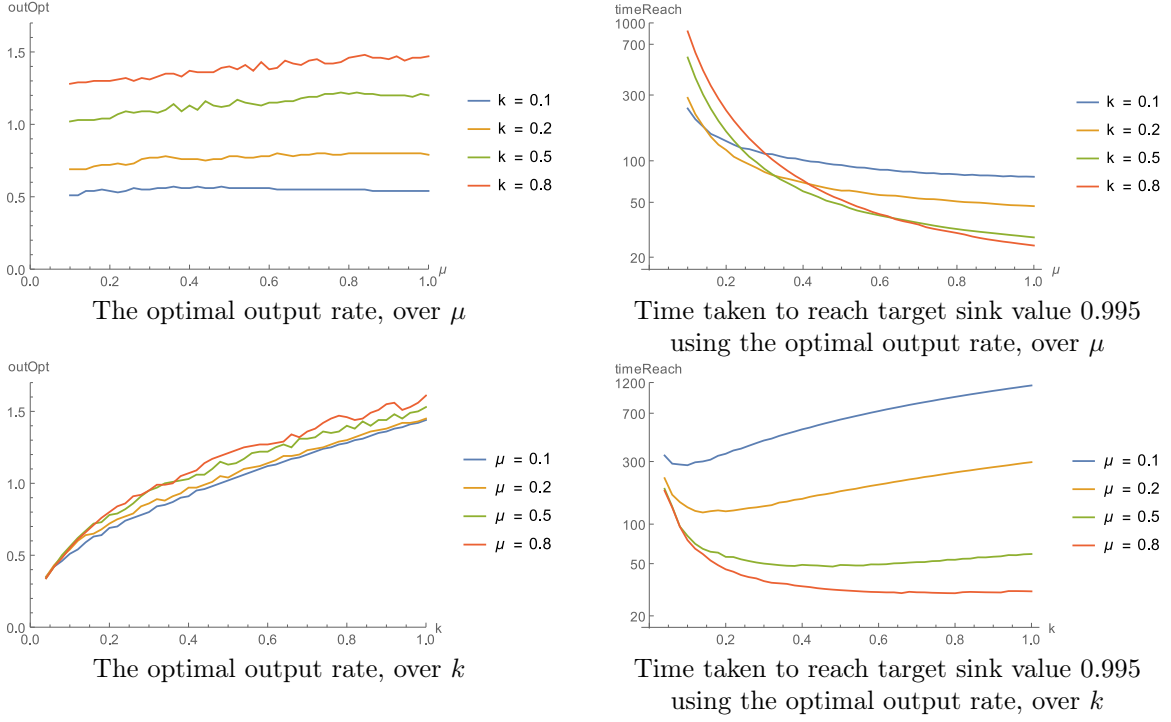 outOpt
1.5
1.0
0.5
0.0
0.0 0.2 0.4 0.6 0.8 1.0
μ
k = 0.1
k = 0.2
k = 0.5
k = 0.8
The optimal output rate, over μ
timeReach
1000
700
300
100
50
20
0.2 0.4 0.6 0.8 1.0
μ
k = 0.1
k = 0.2
k = 0.5
k = 0.8
Time taken to reach target sink value 0.995
using the optimal output rate, over μ
outOpt
1.5
1.0
0.5
0.0
0.0 0.2 0.4 0.6 0.8 1.0
k
μ = 0.1
μ = 0.2
μ = 0.5
μ = 0.8
The optimal output rate, over k
timeReach
1200
700
300
100
50
20
0.2 0.4 0.6 0.8 1.0
k
μ = 0.1
μ = 0.2
μ = 0.5
μ = 0.8
Time taken to reach target sink value 0.995
using the optimal output rate, over k